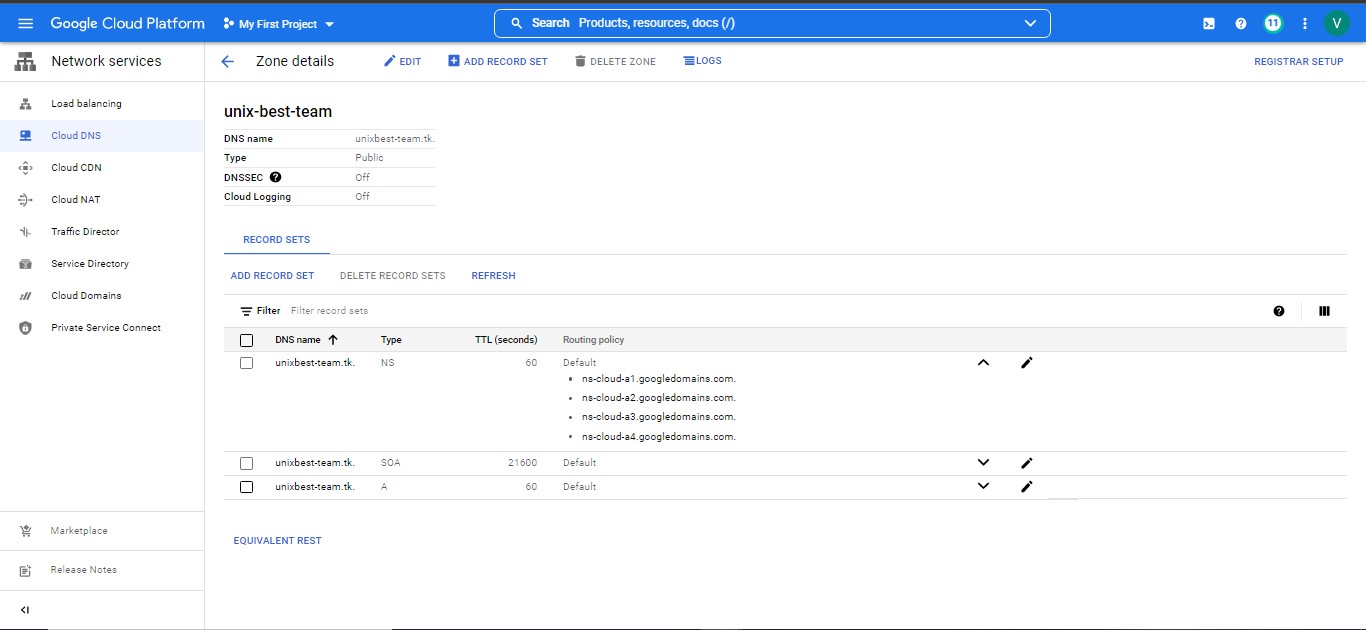 Google Cloud Platform My First Project Search Products, resources, docs (/) 11 V
Network services Zone details EDIT ADD RECORD SET DELETE ZONE LOGS REGISTRAR SETUP
Load balancing
Cloud DNS
Cloud CDN
Cloud NAT
Traffic Director
Service Directory
Cloud Domains
Private Service Connect
Marketplace
Release Notes
unix-best-team
DNS name unixbest-team.tk.
Type Public
DNSSEC Off
Cloud Logging Off
RECORD SETS
ADD RECORD SET DELETE RECORD SETS REFRESH
Filter Filter record sets
DNS name Type TTL (seconds) Routing policy
unixbest-team.tk. NS 60 Default
ns-cloud-a1.googledomains.com.
ns-cloud-a2.googledomains.com.
ns-cloud-a3.googledomains.com.
ns-cloud-a4.googledomains.com.
unixbest-team.tk. SOA 21600 Default
unixbest-team.tk. A 60 Default
EQUIVALENT REST